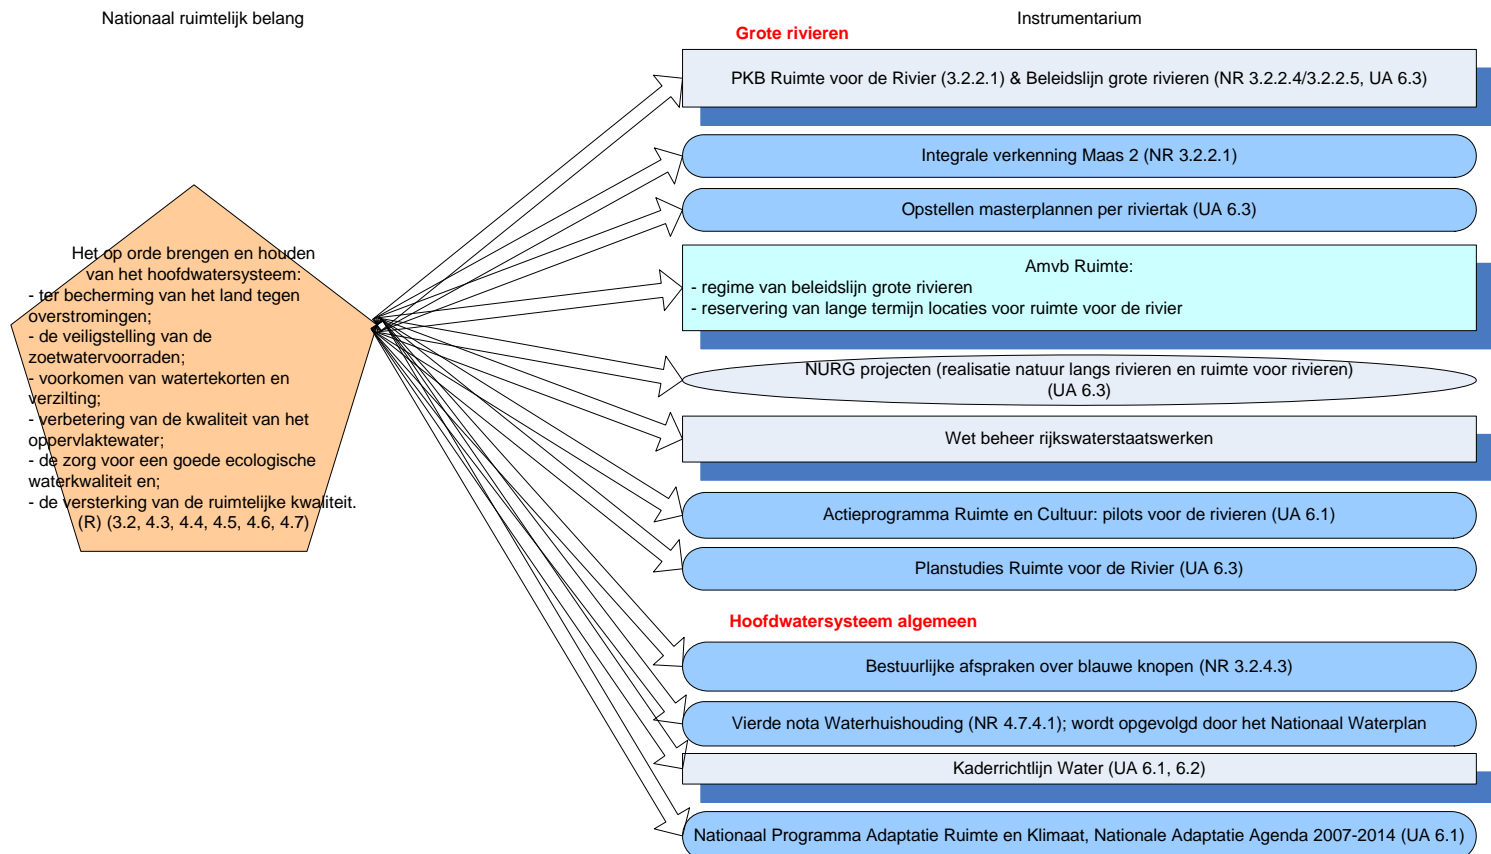 Nationaal ruimtelijk belang
Instrumentarium
Grote rivieren
PKB Ruimte voor de Rivier (3.2.2.1) & Beleidslijn grote rivieren (NR 3.2.2.4/3.2.2.5, UA 6.3)
Integrale verkenning Maas 2 (NR 3.2.2.1)
Opstellen masterplannen per riviertak (UA 6.3)
Amvb Ruimte:
- regime van beleidslijn grote rivieren
- reservering van lange termijn locaties voor ruimte voor de rivier
NURG projecten (realisatie natuur langs rivieren en ruimte voor rivieren)
(UA 6.3)
Wet beheer rijkswaterstaatswerken
Actieprogramma Ruimte en Cultuur: pilots voor de rivieren (UA 6.1)
Planstudies Ruimte voor de Rivier (UA 6.3)
Het op orde brengen en houden
van het hoofdwatersysteem:
- ter becherming van het land tegen
overstromingen;
- de veiligstelling van de
zoetwatervoorraden;
- voorkomen van watertekorten en
verzilting;
- verbetering van de kwaliteit van het
oppervlaktewater;
- de zorg voor een goede ecologische
waterkwaliteit en;
- de versterking van de ruimtelijke kwaliteit.
(R) (3.2, 4.3, 4.4, 4.5, 4.6, 4.7)
Hoofdwatersysteem algemeen
Bestuurlijke afspraken over blauwe knopen (NR 3.2.4.3)
Vierde nota Waterhuishouding (NR 4.7.4.1); wordt opgevolgd door het Nationaal Waterplan
Kaderrichtlijn Water (UA 6.1, 6.2)
Nationaal Programma Adaptatie Ruimte en Klimaat, Nationale Adaptatie Agenda 2007-2014 (UA 6.1)